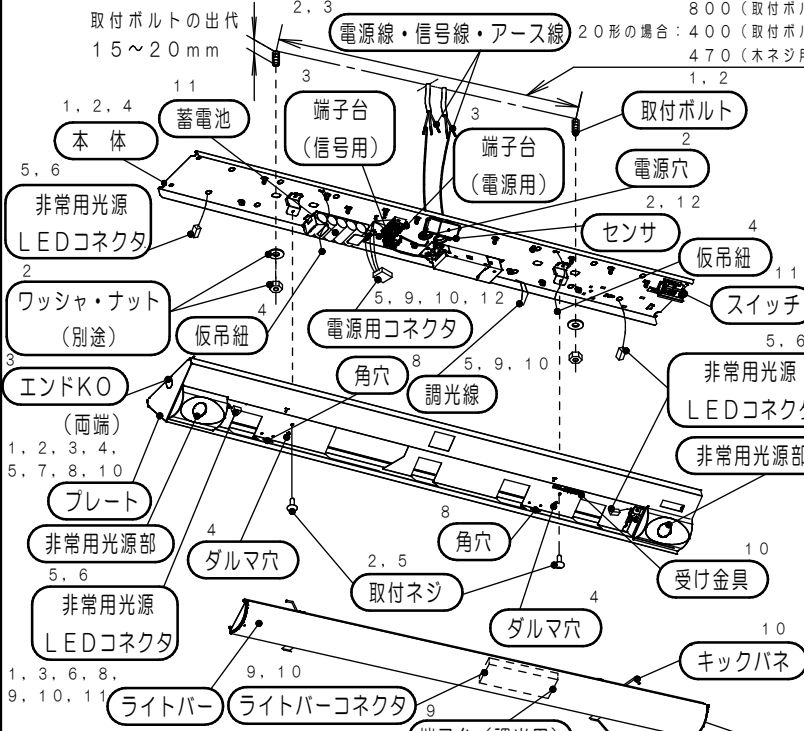 取付ボルトの出代
15～20mm
2, 3
電源線・信号線・アース線
800（取付ボル
20形の場合：400（取付ボル
470（木ネジ用
1, 2
取付ボルト
11
蓄電池
3
端子台
（信号用）
3
端子台
（電源用）
2
電源穴
1, 2, 4
本 体
2, 12
センサ
5, 6
非常用光源
LEDコネクタ
4
仮吊紐
11
スイッチ
2
ワッシャ・ナット
（別途）
4
仮吊紐
5, 9, 10, 12
電源用コネクタ
5, 9, 10
調光線
5, 6
非常用光源
LEDコネクタ
3
エンドKO
（両端）
8
角穴
非常用光源部
1, 2, 3, 4,
5, 7, 8, 10
プレート
非常用光源部
4
ダルマ穴
8
角穴
10
受け金具
5, 6
非常用光源
LEDコネクタ
2, 5
取付ネジ
4
ダルマ穴
10
キックバネ
1, 3, 6, 8,
9, 10, 11
ライトバー
9, 10
ライトバーコネクタ
9